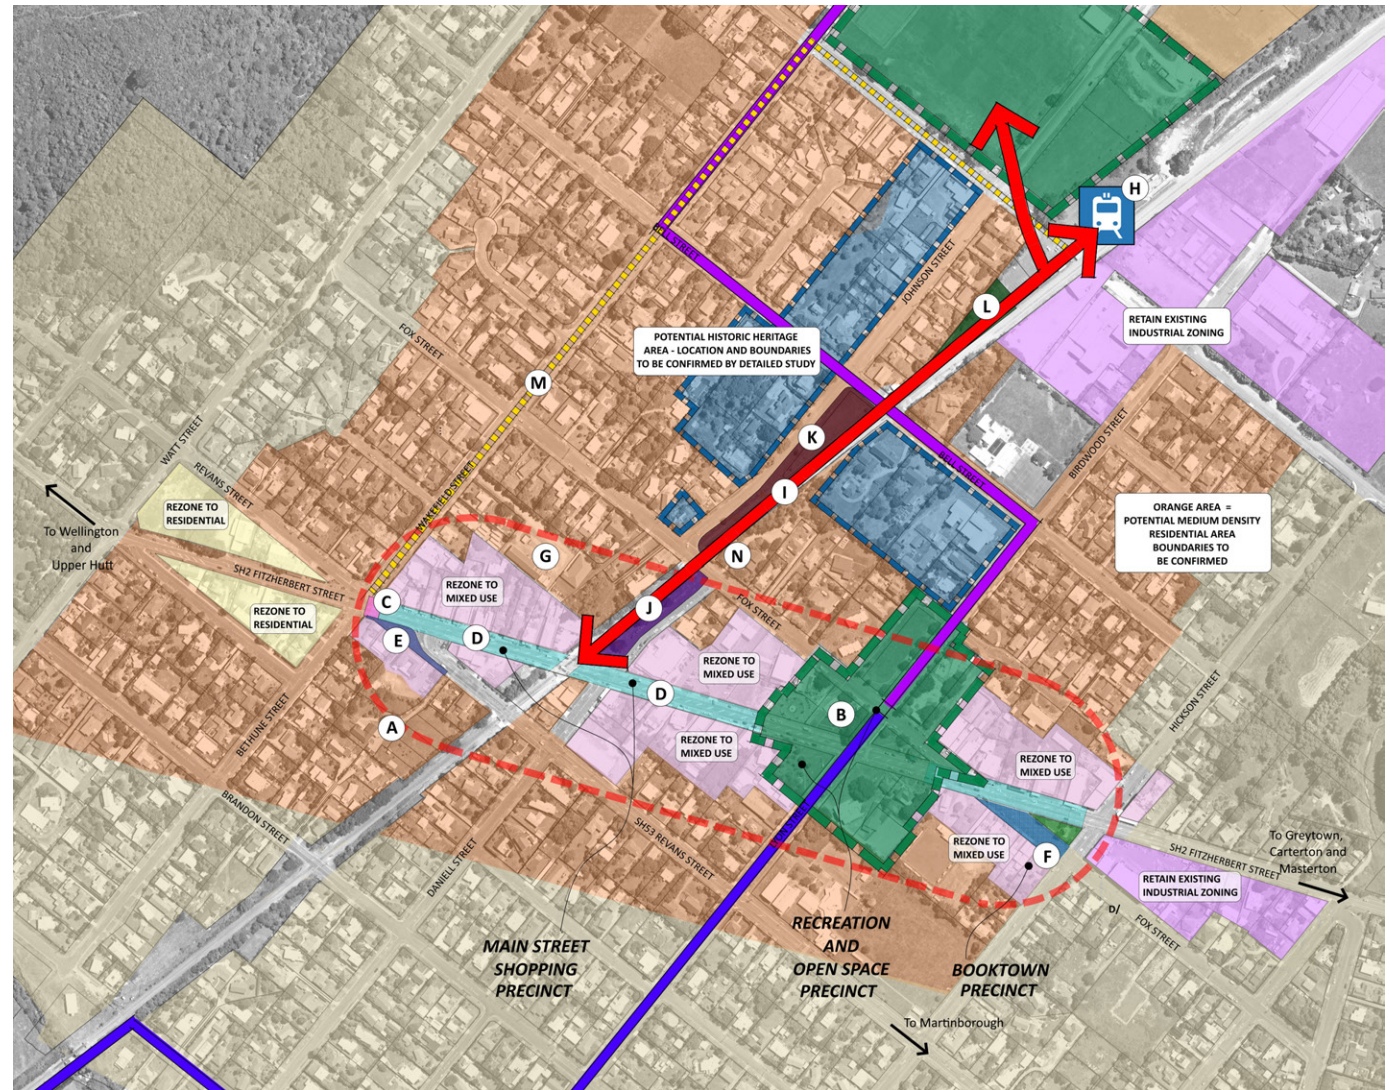 H
BELL STREET
JOHNSON STREET
L
RETAIN EXISTING
INDUSTRIAL ZONING
POTENTIAL HISTORIC HERITAGE
AREA - LOCATION AND BOUNDARIES
TO BE CONFIRMED BY DETAILED STUDY
FOX STREET
M
WATT STREET
K
BIRDWOOD STREET
BELL STREET
REVANS STREET
I
WAKEFIELD STREET
To Wellington
and
Upper Hutt
REZONE TO
RESIDENTIAL
ORANGE AREA =
POTENTIAL MEDIUM DENSITY
RESIDENTIAL AREA
BOUNDARIES TO
BE CONFIRMED
G
N
SH2 FITZHERBERT STREET
REZONE TO
MIXED USE
C
J
FOX STREET
REZONE TO
RESIDENTIAL
E
D
REZONE TO
MIXED USE
D
B
A
BETHUNE STREET
HICKSON STREET
REZONE TO
MIXED USE
REZONE TO
MIXED USE
BRANDON STREET
SH53 REVANS STREET
DANIELL STREET
REZONE TO
MIXED USE
F
SH2 FITZHERBERT STREET
To Greytown,
Carterton and
Masterton
RETAIN EXISTING
INDUSTRIAL ZONING
D/
FOX STREET
MAIN STREET
SHOPPING
PRECINCT
RECREATION
AND
OPEN SPACE
PRECINCT
BOOKTOWN
PRECINCT
To Martinborough